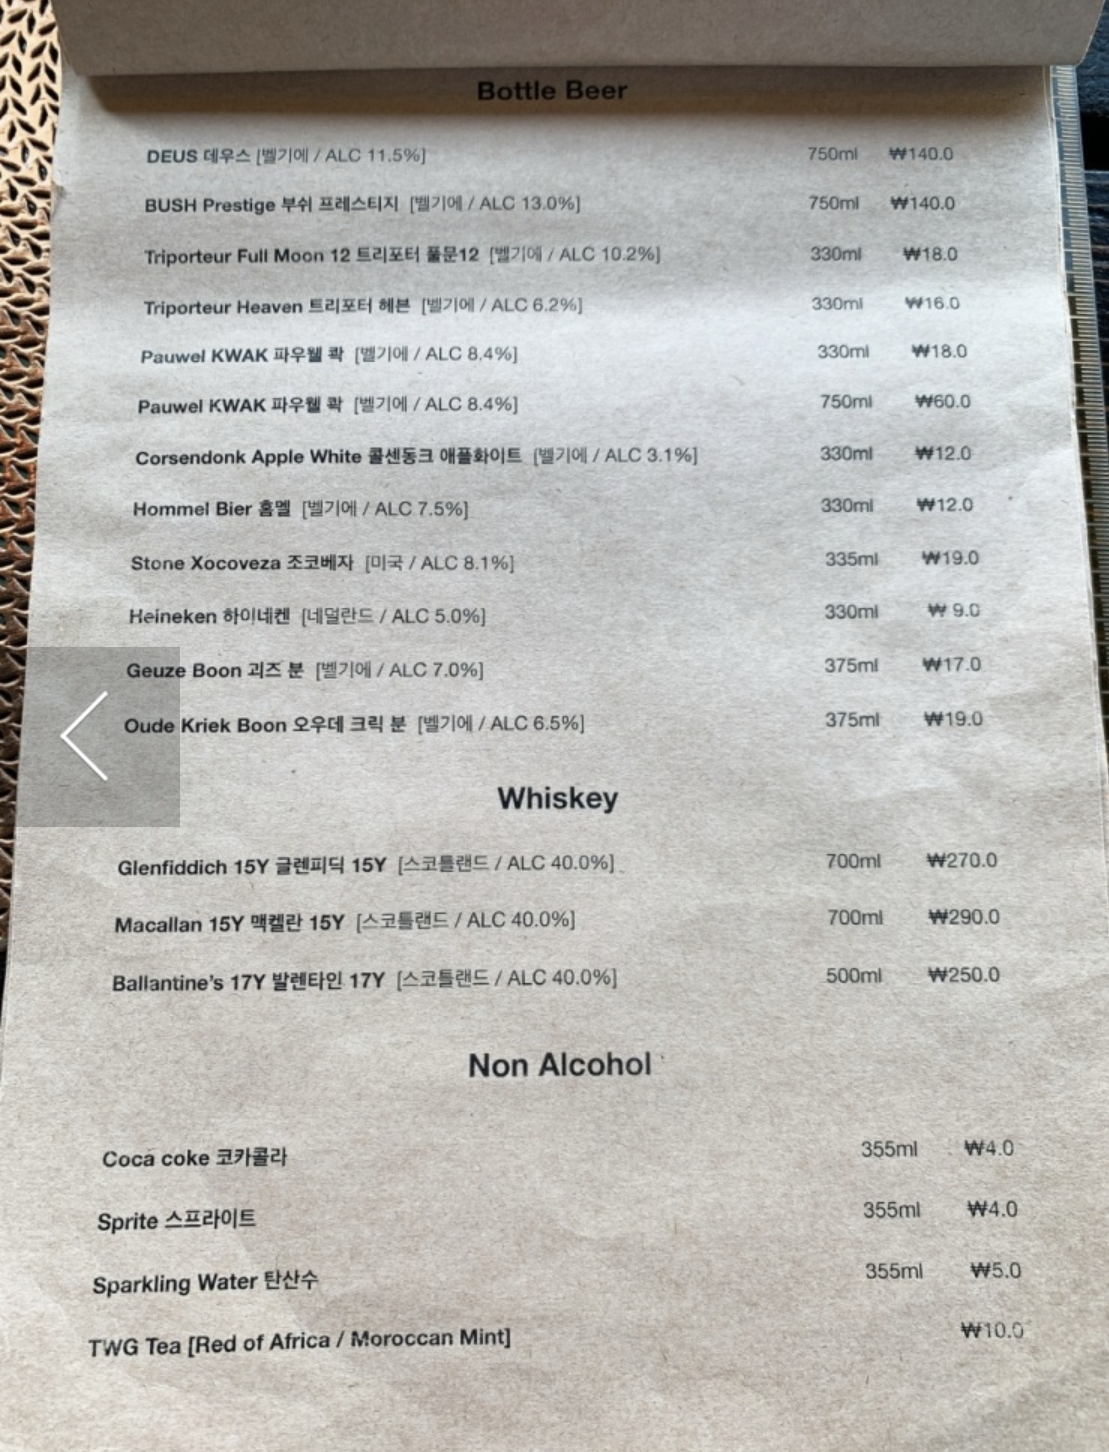 Bottle Beer
DEUS 데우스 [벨기에 / ALC 11.5%] 750ml ₩140.0
BUSH Prestige 부쉬 프레스티지 [벨기에 / ALC 13.0%] 750ml ₩140.0
Triporteur Full Moon 12 트리포터 풀문12 [벨기에 / ALC 10.2%] 330ml ₩18.0
Triporteur Heaven 트리포터 헤븐 [벨기에 / ALC 6.2%] 330ml ₩16.0
Pauwel KWAK 파우웰 콱 [벨기에 / ALC 8.4%] 330ml ₩18.0
Pauwel KWAK 파우웰 콱 [벨기에 / ALC 8.4%] 750ml ₩60.0
Corsendonk Apple White 콜센동크 애플화이트 [벨기에 / ALC 3.1%] 330ml ₩12.0
Hommel Bier 홈멜 [벨기에 / ALC 7.5%] 330ml ₩12.0
Stone Xocoveza 조코베자 [미국 / ALC 8.1%] 335ml ₩19.0
Heineken 하이네켄 [네덜란드 / ALC 5.0%] 330ml ₩ 9.0
Geuze Boon 괴즈 분 [벨기에 / ALC 7.0%] 375ml ₩17.0
Oude Kriek Boon 오우데 크릭 분 [벨기에 / ALC 6.5%] 375ml ₩19.0
Whiskey
Glenfiddich 15Y 글렌피딕 15Y [스코틀랜드 / ALC 40.0%] 700ml ₩270.0
Macallan 15Y 맥켈란 15Y [스코틀랜드 / ALC 40.0%] 700ml ₩290.0
Ballantine's 17Y 발렌타인 17Y [스코틀랜드 / ALC 40.0%] 500ml ₩250.0
Non Alcohol
Coca coke 코카콜라 355ml ₩4.0
Sprite 스프라이트 355ml ₩4.0
Sparkling Water 탄산수 355ml ₩5.0
TWG Tea [Red of Africa / Moroccan Mint] ₩10.0